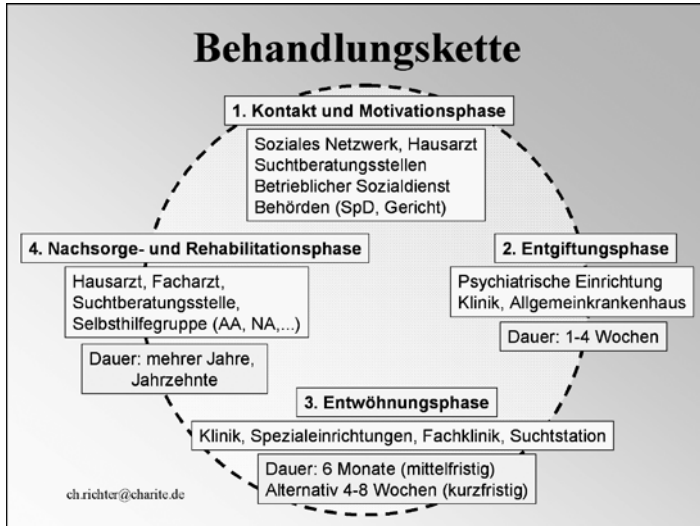 Behandlungskette
1. Kontakt und Motivationsphase
Soziales Netzwerk, Hausarzt
Suchtberatungsstellen
Betrieblicher Sozialdienst
Behörden (SpD, Gericht)
2. Entgiftungsphase
Psychiatrische Einrichtung
Klinik, Allgemeinkrankenhaus
Dauer: 1-4 Wochen
3. Entwöhnungsphase
Klinik, Spezialeinrichtungen, Fachklinik, Suchtstation
Dauer: 6 Monate (mittelfristig)
Alternativ 4-8 Wochen (kurzfristig)
4. Nachsorge- und Rehabilitationsphase
Hausarzt, Facharzt,
Suchtberatungsstelle,
Selbsthilfegruppe (AA, NA,...)
Dauer: mehrer Jahre,
Jahrzehnte
ch.richter@charite.de